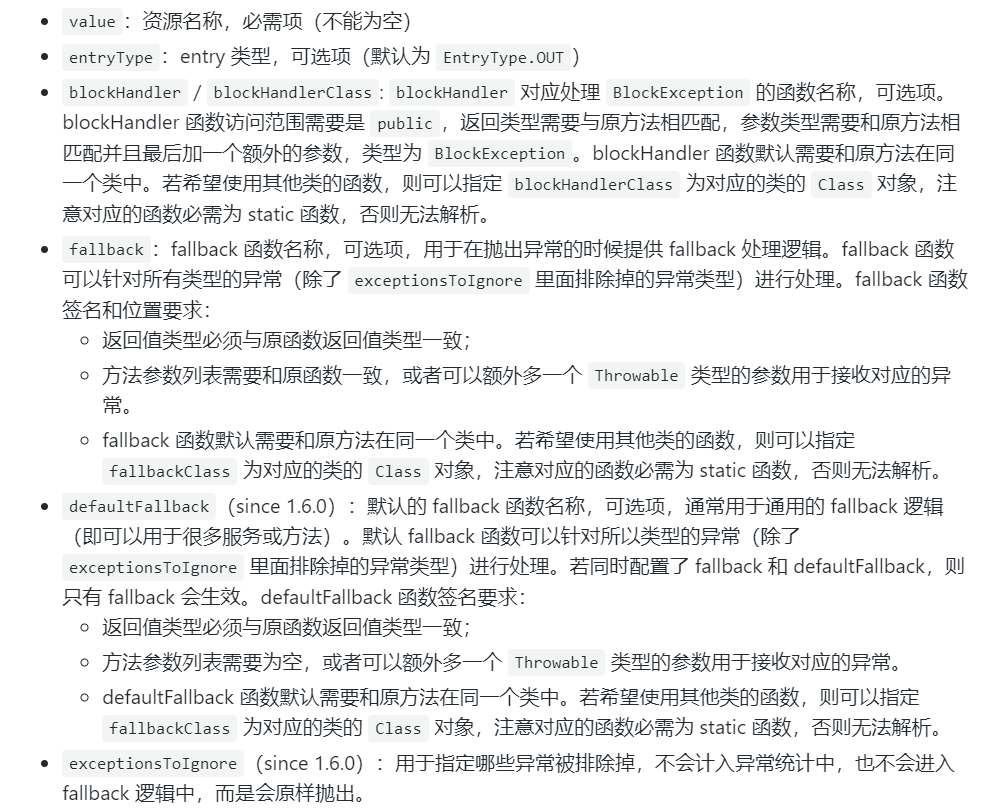 value：资源名称，必需项（不能为空）
entryType：entry 类型，可选项（默认为 EntryType.OUT）
blockHandler / blockHandlerClass: blockHandler 对应处理 BlockException 的函数名称，可选项。
blockHandler 函数访问范围需要是 public，返回类型需要与原方法相匹配，参数类型需要和原方法相
匹配并且最后加一个额外的参数，类型为 BlockException。blockHandler 函数默认需要和原方法在同
一个类中。若希望使用其他类的函数，则可以指定 blockHandlerClass 为对应的类的 Class 对象，注
意对应的函数必需为 static 函数，否则无法解析。
fallback：fallback 函数名称，可选项，用于在抛出异常的时候提供 fallback 处理逻辑。fallback 函数
可以针对所有类型的异常（除了 exceptionsToIgnore 里面排除掉的异常类型）进行处理。fallback 函数
签名和位置要求：
返回值类型必须与原函数返回值类型一致；
方法参数列表需要和原函数一致，或者可以额外多一个 Throwable 类型的参数用于接收对应的异
常。
fallback 函数默认需要和原方法在同一个类中。若希望使用其他类的函数，则可以指定
fallbackClass 为对应的类的 Class 对象，注意对应的函数必需为 static 函数，否则无法解析。
defaultFallback（since 1.6.0）：默认的 fallback 函数名称，可选项，通常用于通用的 fallback 逻辑
（即可以用于很多服务或方法）。默认 fallback 函数可以针对所以类型的异常（除了
exceptionsToIgnore 里面排除掉的异常类型）进行处理。若同时配置了 fallback 和 defaultFallback，则
只有 fallback 会生效。defaultFallback 函数签名要求：
返回值类型必须与原函数返回值类型一致；
方法参数列表需要为空，或者可以额外多一个 Throwable 类型的参数用于接收对应的异常。
defaultFallback 函数默认需要和原方法在同一个类中。若希望使用其他类的函数，则可以指定
fallbackClass 为对应的类的 Class 对象，注意对应的函数必需为 static 函数，否则无法解析。
exceptionsToIgnore（since 1.6.0）：用于指定哪些异常被排除掉，不会计入异常统计中，也不会进入
fallback 逻辑中，而是会原样抛出。